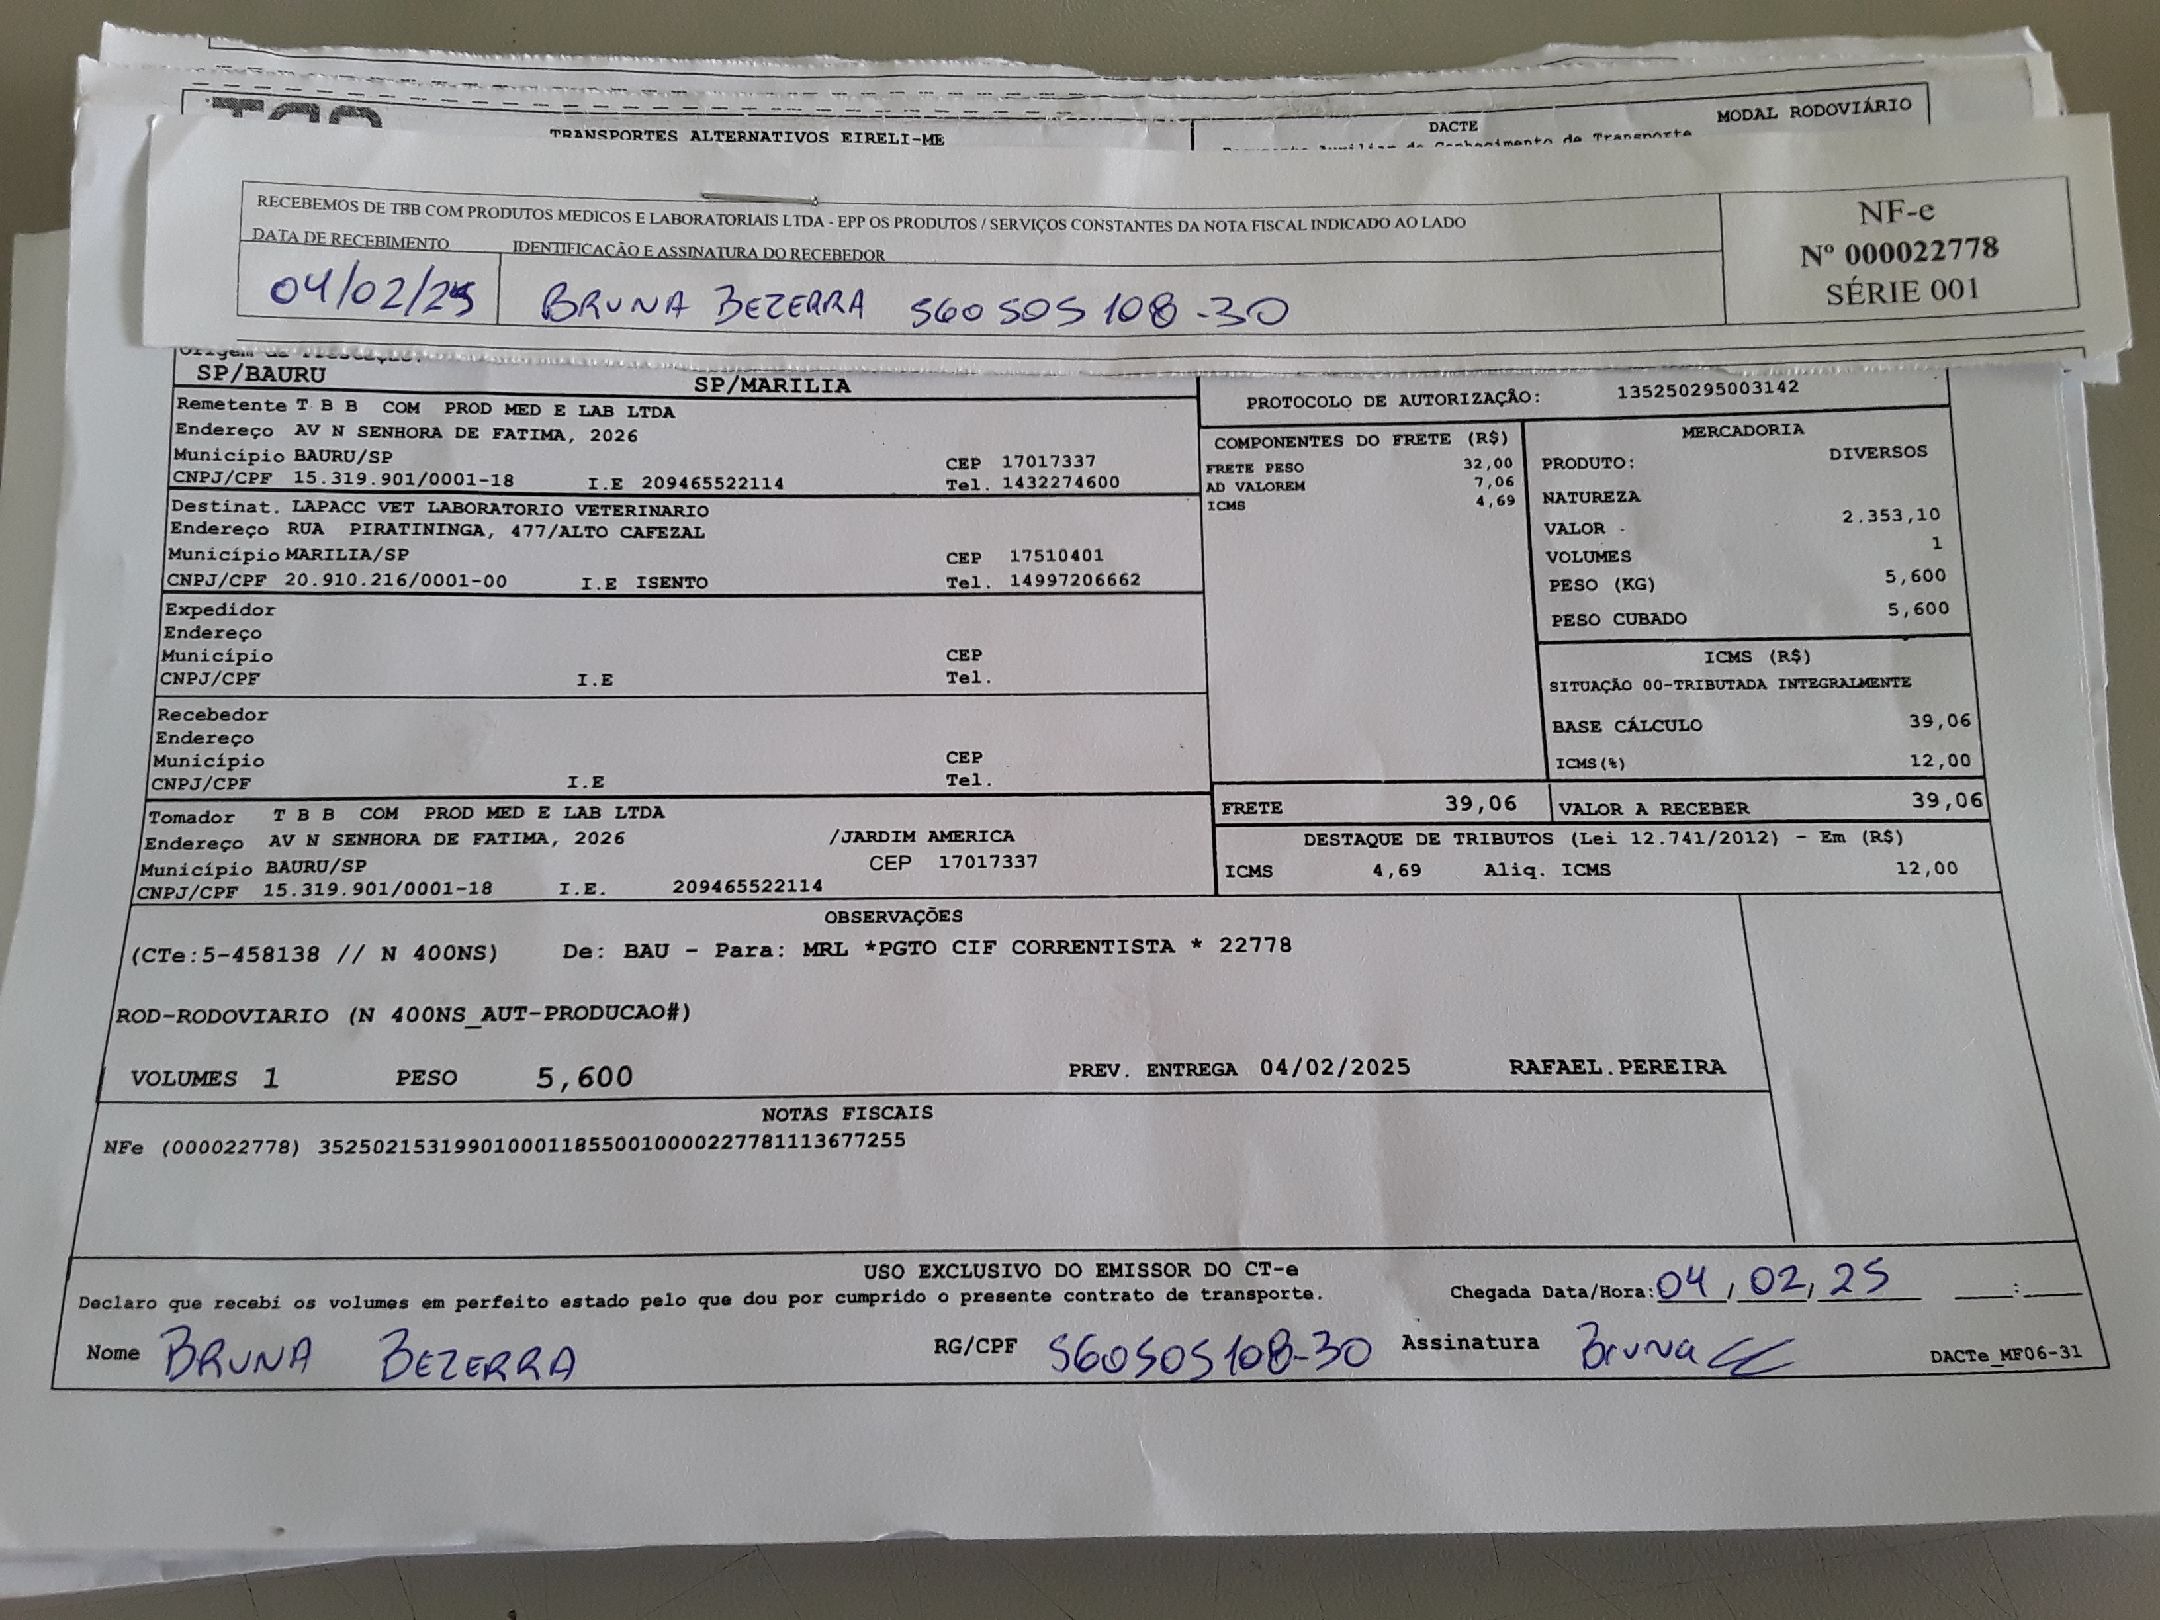 TRANSPORTES ALTERNATIVOS EIRELI-ME
DACTE
MODAL RODOVIÁRIO
RECEBEMOS DE TBB COM PRODUTOS MEDICOS E LABORATORIAIS LTDA - EPP OS PRODUTOS / SERVIÇOS CONSTANTES DA NOTA FISCAL INDICADO AO LADO
DATA DE RECEBIMENTO IDENTIFICAÇÃO E ASSINATURA DO RECEBEDOR
04/02/25 BRUNA BEZERRA 560505108-30
NF-e
Nº 000022778
SÉRIE 001
SP/BAURU SP/MARILIA
Remetente T B B COM PROD MED E LAB LTDA
Endereço AV N SENHORA DE FATIMA, 2026
Município BAURU/SP CEP 17017337
CNPJ/CPF 15.319.901/0001-18 I.E 209465522114 Tel. 1432274600
Destinat. LAPACC VET LABORATORIO VETERINARIO
Endereço RUA PIRATININGA, 477/ALTO CAFEZAL
Município MARILIA/SP CEP 17510401
CNPJ/CPF 20.910.216/0001-00 I.E ISENTO Tel. 14997206662
Expedidor
Endereço
Município CEP
CNPJ/CPF I.E Tel.
Recebedor
Endereço
Município CEP
CNPJ/CPF I.E Tel.
Tomador T B B COM PROD MED E LAB LTDA
Endereço AV N SENHORA DE FATIMA, 2026 /JARDIM AMERICA
Município BAURU/SP CEP 17017337
CNPJ/CPF 15.319.901/0001-18 I.E. 209465522114
PROTOCOLO DE AUTORIZAÇÃO: 135250295003142
COMPONENTES DO FRETE (R$)
FRETE PESO 32,00
AD VALOREM 7,06
ICMS 4,69
MERCADORIA
PRODUTO: DIVERSOS
NATUREZA
VALOR 2.353,10
VOLUMES 1
PESO (KG) 5,600
PESO CUBADO 5,600
ICMS (R$)
SITUAÇÃO 00-TRIBUTADA INTEGRALMENTE
BASE CÁLCULO 39,06
ICMS(%) 12,00
FRETE 39,06 VALOR A RECEBER 39,06
DESTAQUE DE TRIBUTOS (Lei 12.741/2012) - Em (R$)
ICMS 4,69 Aliq. ICMS 12,00
OBSERVAÇÕES
(CTe:5-458138 // N 400NS) De: BAU - Para: MRL *PGTO CIF CORRENTISTA * 22778
ROD-RODOVIARIO (N 400NS_AUT-PRODUCAO#)
VOLUMES 1 PESO 5,600 PREV. ENTREGA 04/02/2025 RAFAEL.PEREIRA
NOTAS FISCAIS
NFe (000022778) 35250215319901000118550010000227781113677255
USO EXCLUSIVO DO EMISSOR DO CT-e
Declaro que recebi os volumes em perfeito estado pelo que dou por cumprido o presente contrato de transporte. Chegada Data/Hora: 04/02/25 __:__
Nome BRUNA BEZERRA RG/CPF 560505108-30 Assinatura Bruna
DACTe_MF06-31